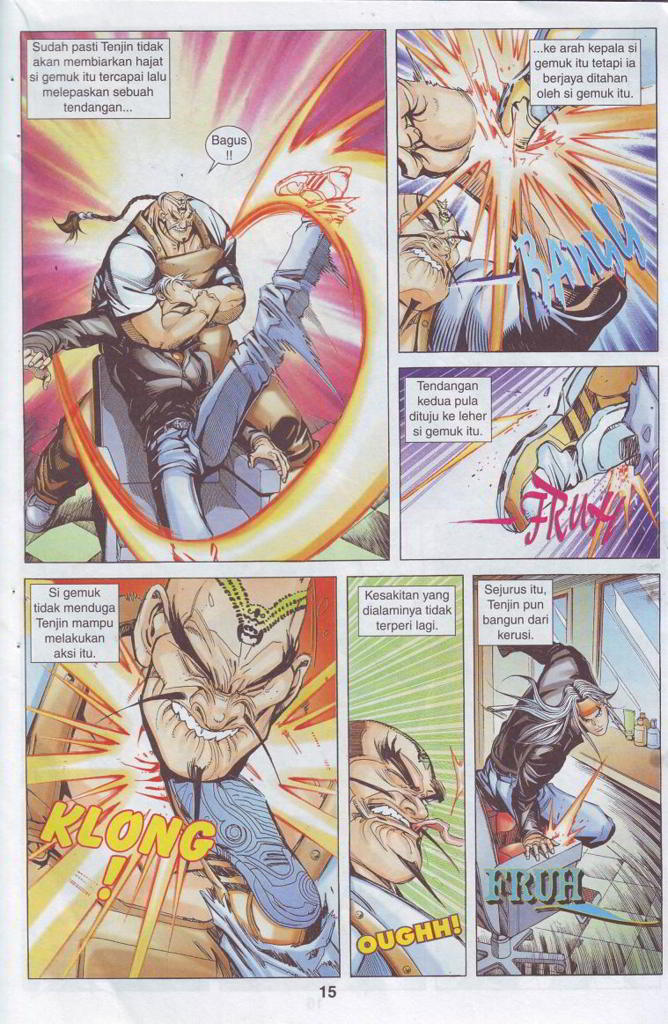 Sudah pasti Tenjin tidak
akan membiarkan hajat
si gemuk itu tercapai lalu
melepaskan sebuah
tendangan...
Bagus
!!
...ke arah kepala si
gemuk itu tetapi ia
berjaya ditahan
oleh si gemuk itu.
Tendangan
kedua pula
dituju ke leher
si gemuk itu.
FRUH
Si gemuk
tidak menduga
Tenjin mampu
melakukan
aksi itu.
KLONG
!
Kesakitan yang
dialaminya tidak
terperi lagi.
OUGHH!
Sejurus itu,
Tenjin pun
bangun dari
kerusi.
FRUH
15